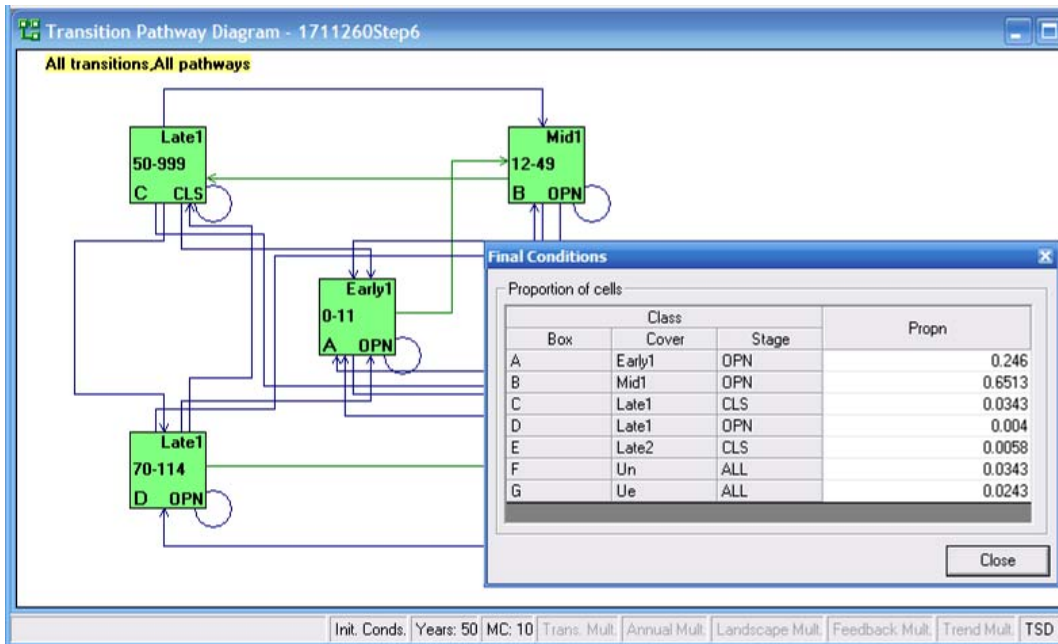 Transition Pathway Diagram - 1711260Step6
All transitions,All pathways
Late1
50-999
C CLS
Mid1
12-49
B OPN
Early1
0-11
A OPN
Late1
70-114
D OPN
Final Conditions
Proportion of cells
Class Propn
Box Cover Stage
A Early1 OPN 0.246
B Mid1 OPN 0.6513
C Late1 CLS 0.0343
D Late1 OPN 0.004
E Late2 CLS 0.0058
F Un ALL 0.0343
G Ue ALL 0.0243
Close
Init. Conds. Years: 50 MC: 10 Trans. Mult. Annual Mult. Landscape Mult. Feedback Mult. Trend Mult. TSD